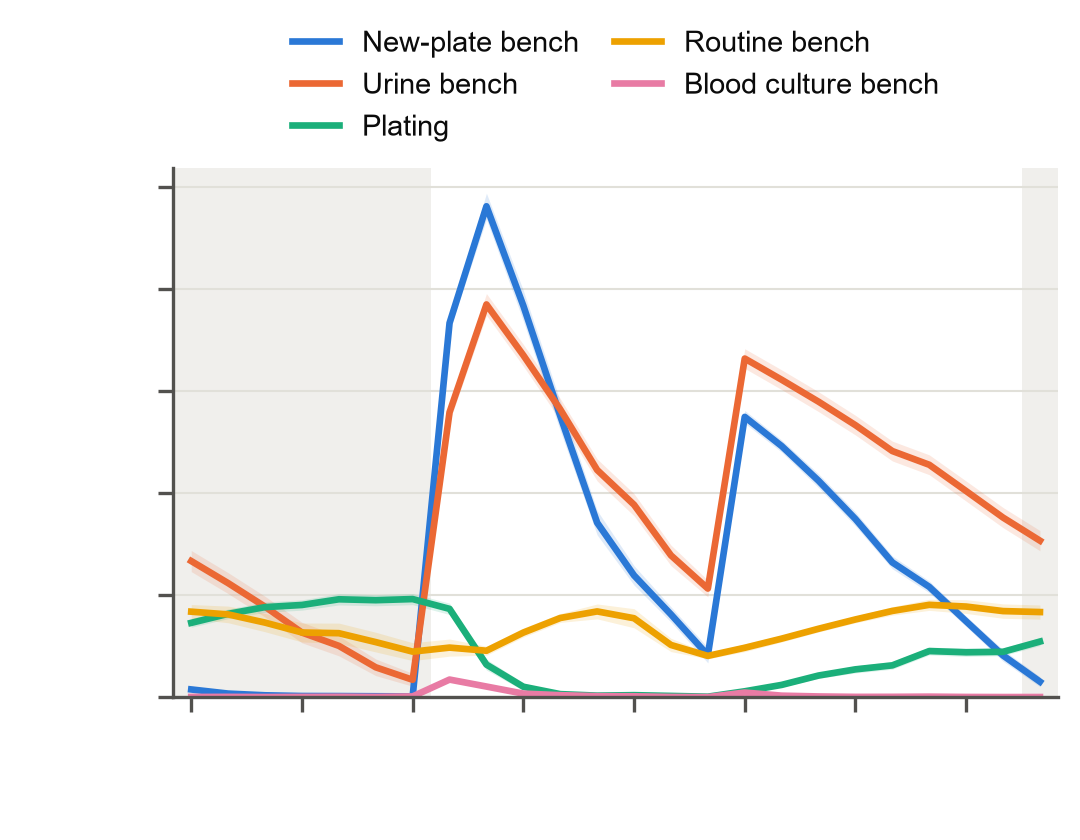 New-plate bench
Urine bench
Plating
Routine bench
Blood culture bench